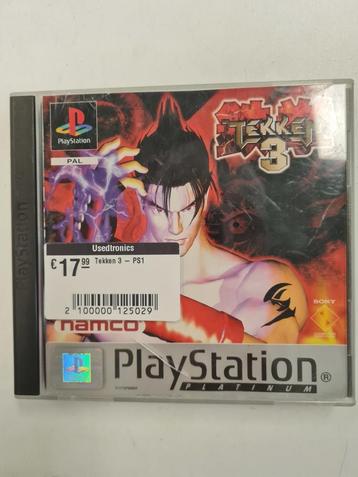 PlayStation
PAL
鉄拳
TEKKEN
3
Usedtronics
€ 17.99
Tekken 3 – PS1
2 100000 125029
namco
SONY
PlayStation
PlayStation®
PLATINUM